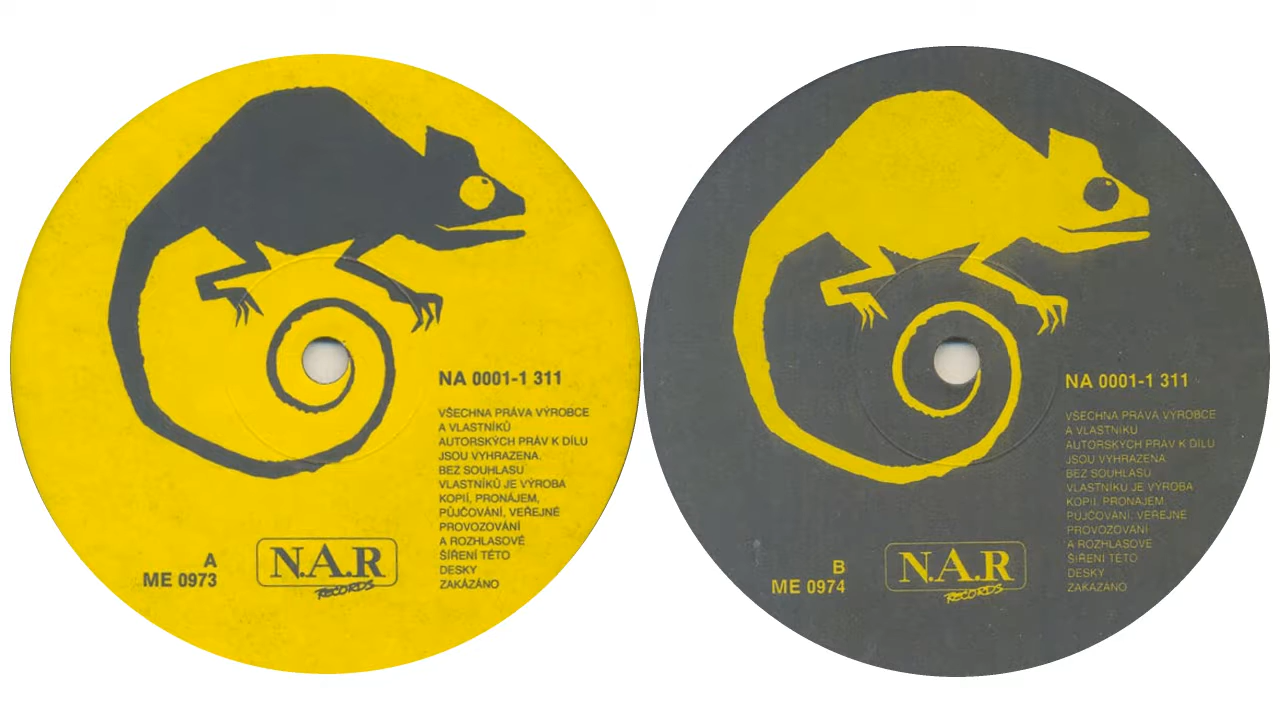 NA 0001-1 311
VŠECHNA PRÁVA VÝROBCE
A VLASTNÍKŮ
AUTORSKÝCH PRÁV K DÍLU
JSOU VYHRAZENA.
BEZ SOUHLASU
VLASTNÍKŮ JE VÝROBA
KOPIÍ, PRONÁJEM,
PŮJČOVÁNÍ, VEŘEJNÉ
PROVOZOVÁNÍ
A ROZHLASOVÉ
ŠÍŘENÍ TÉTO
DESKY
ZAKÁZÁNO
A
ME 0973
N.A.R
RECORDS
NA 0001-1 311
VŠECHNA PRÁVA VÝROBCE
A VLASTNÍKŮ
AUTORSKÝCH PRÁV K DÍLU
JSOU VYHRAZENA.
BEZ SOUHLASU
VLASTNÍKŮ JE VÝROBA
KOPIÍ, PRONÁJEM,
PŮJČOVÁNÍ, VEŘEJNÉ
PROVOZOVÁNÍ
A ROZHLASOVÉ
ŠÍŘENÍ TÉTO
DESKY
ZAKÁZÁNO
B
ME 0974
N.A.R
RECORDS